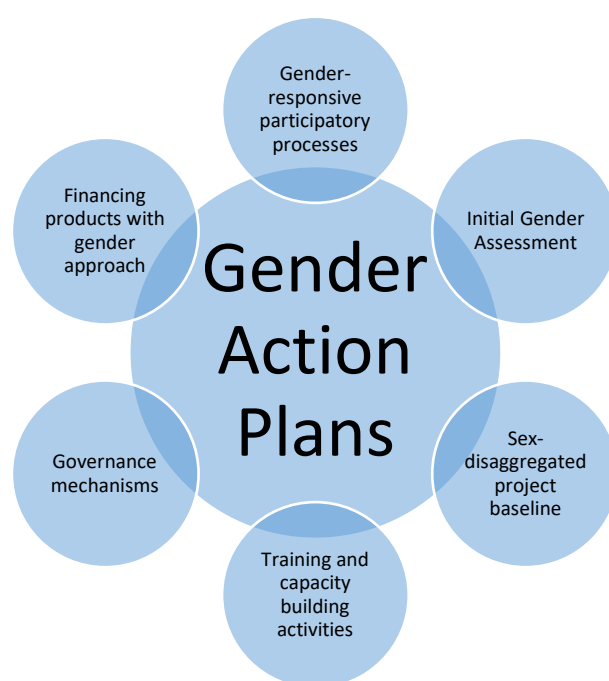 Gender-
responsive
participatory
processes
Initial Gender
Assessment
Sex-
disaggregated
project
baseline
Training and
capacity
building
activities
Governance
mechanisms
Financing
products with
gender
approach
Gender
Action
Plans